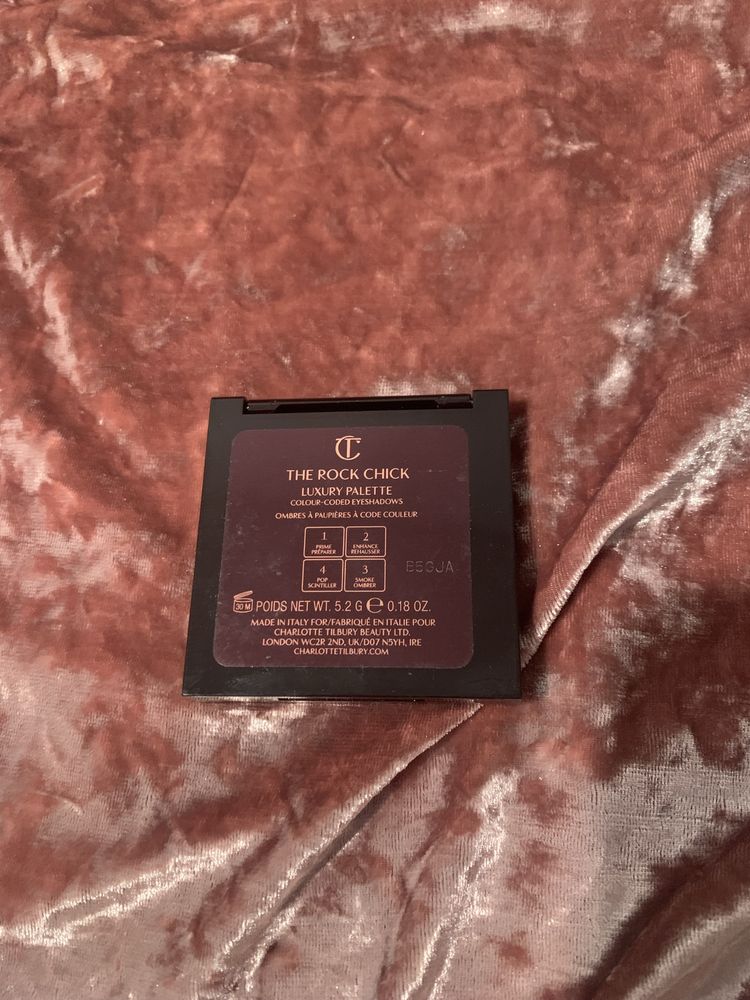 CT
THE ROCK CHICK
LUXURY PALETTE
COLOUR-CODED EYESHADOWS
OMBRES À PAUPIÈRES À CODE COULEUR
1
PRIME
PRÉPARER
2
ENHANCE
REHAUSSER
4
POP
SCINTILLER
3
SMOKE
OMBRER
30 M POIDS NET WT. 5.2 G e 0.18 OZ.
MADE IN ITALY FOR/FABRIQUÉ EN ITALIE POUR
CHARLOTTE TILBURY BEAUTY LTD.
LONDON WC2R 2ND, UK/D07 N5YH, IRE
CHARLOTTETILBURY.COM